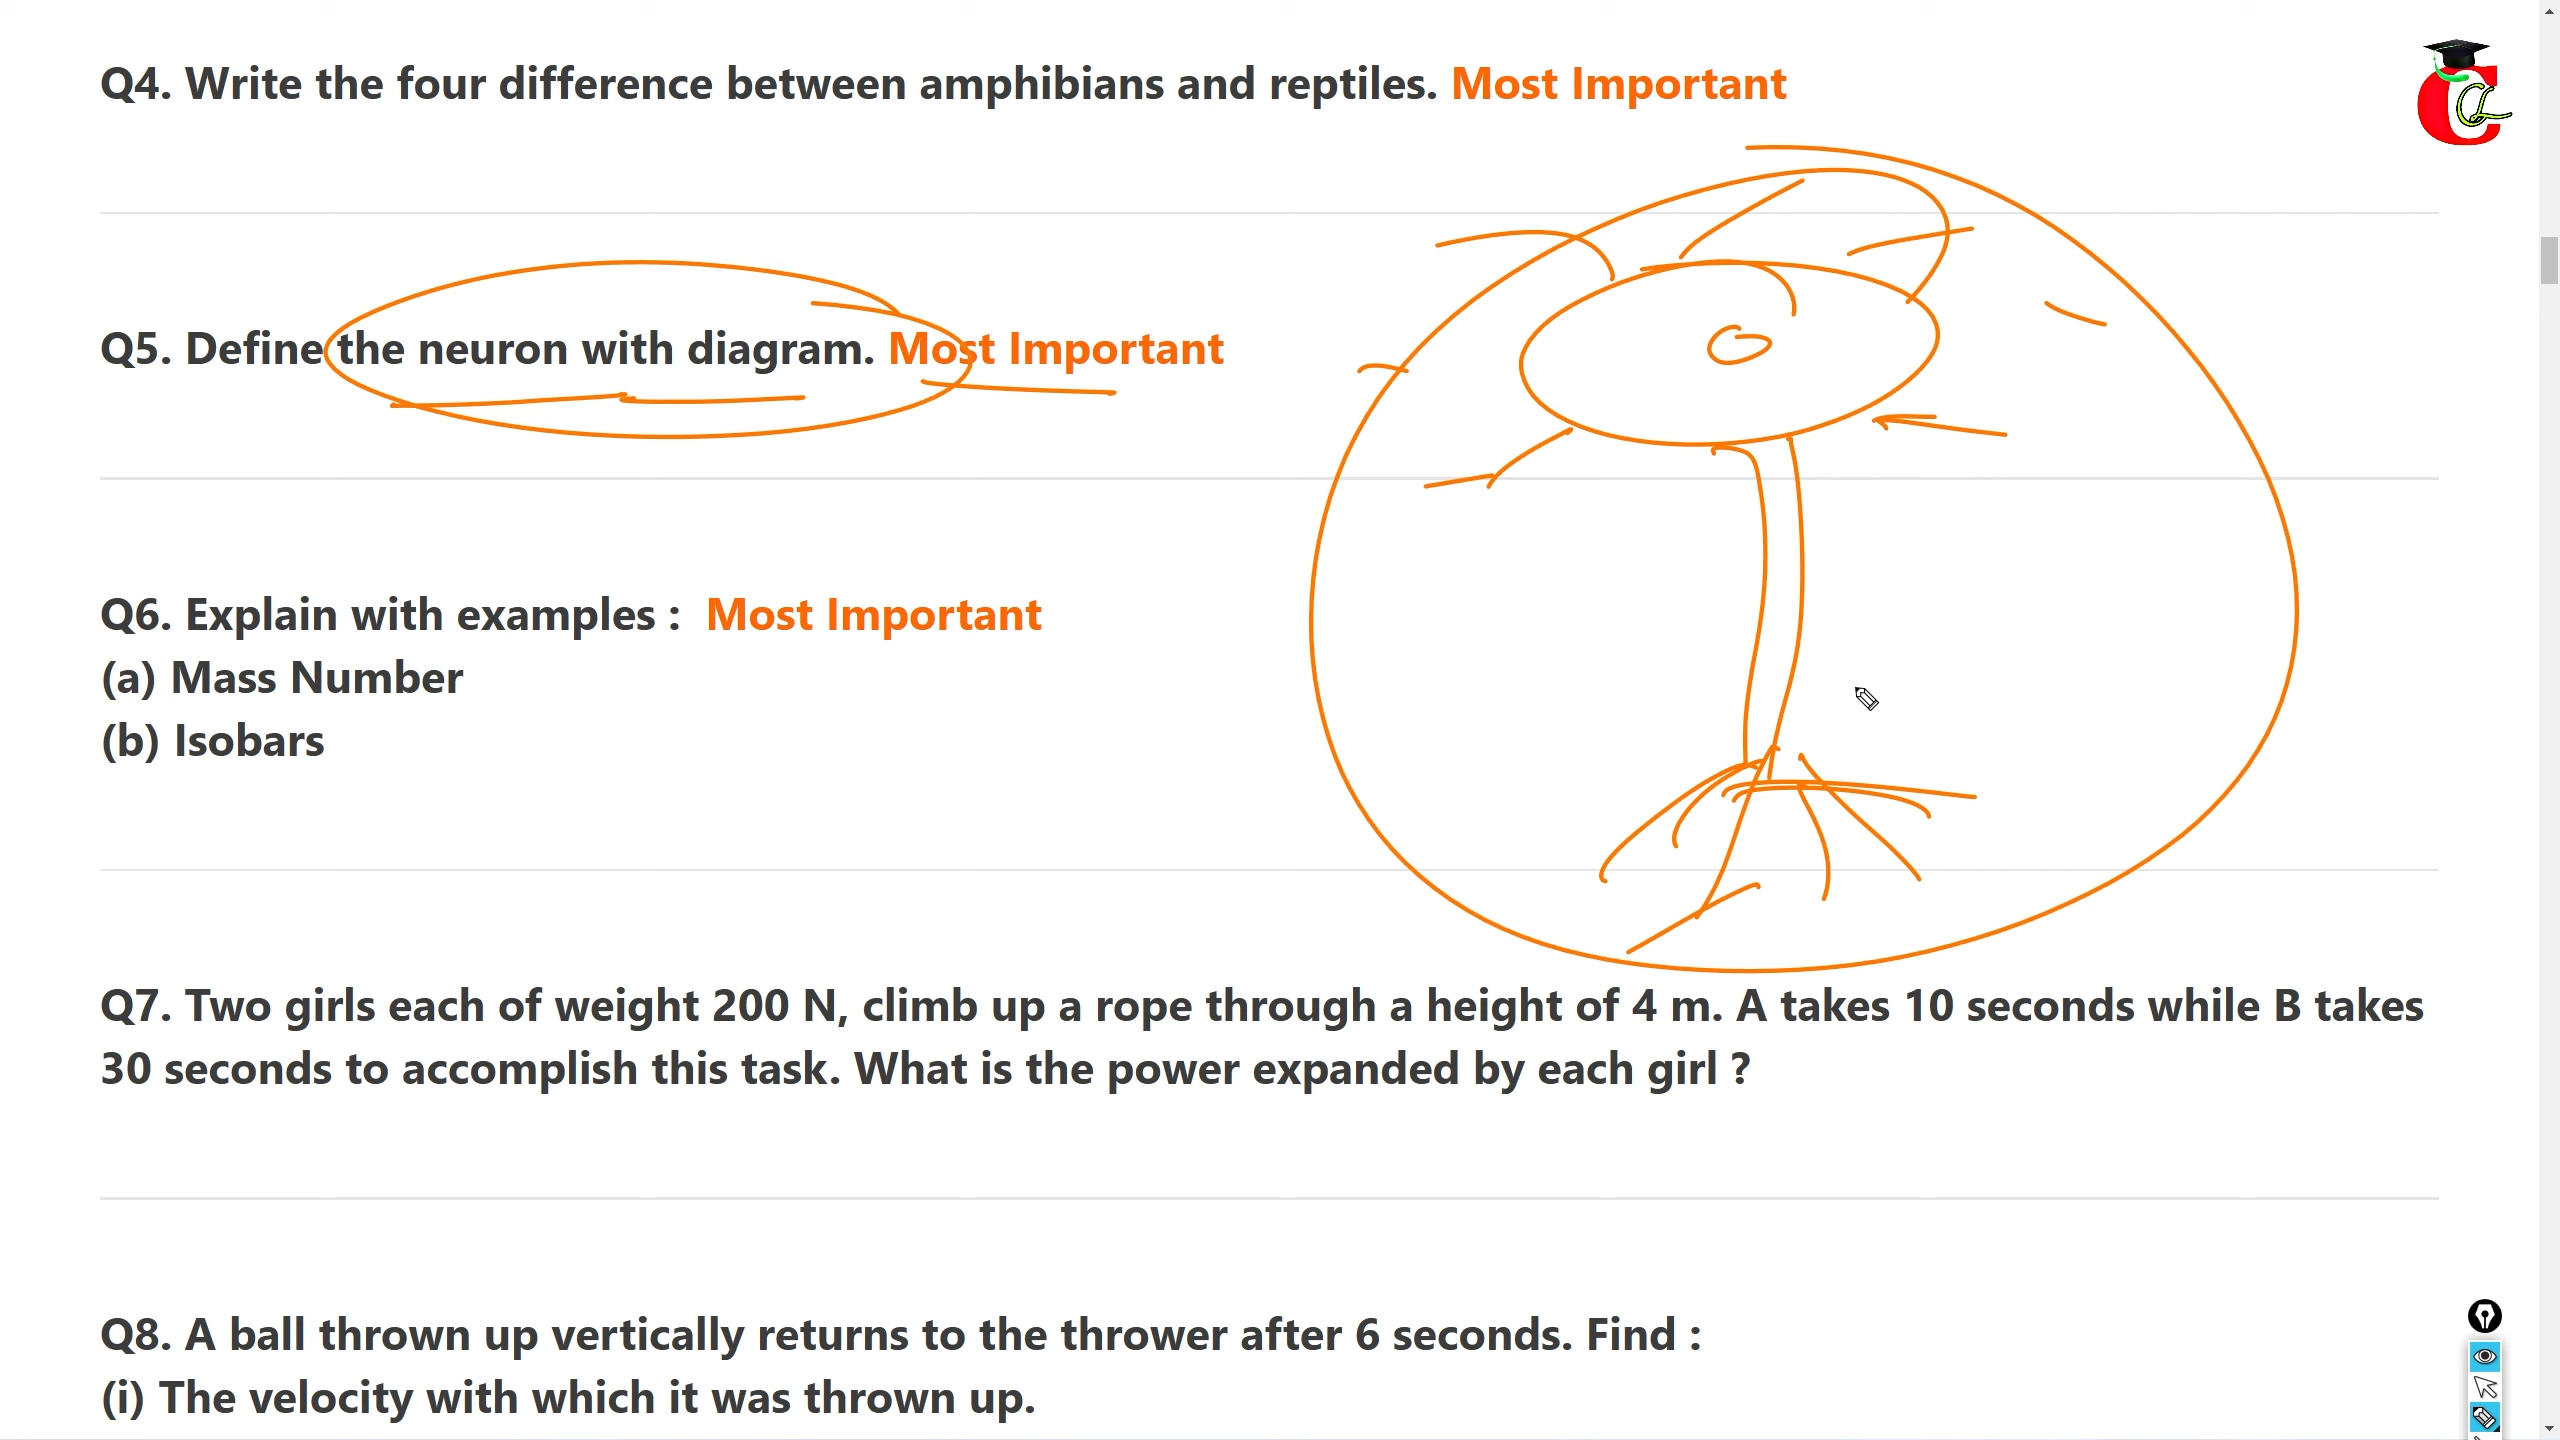 Q4. Write the four difference between amphibians and reptiles. Most Important
Q5. Define the neuron with diagram. Most Important
Q6. Explain with examples : Most Important
(a) Mass Number
(b) Isobars
Q7. Two girls each of weight 200 N, climb up a rope through a height of 4 m. A takes 10 seconds while B takes
30 seconds to accomplish this task. What is the power expanded by each girl ?
Q8. A ball thrown up vertically returns to the thrower after 6 seconds. Find :
(i) The velocity with which it was thrown up.